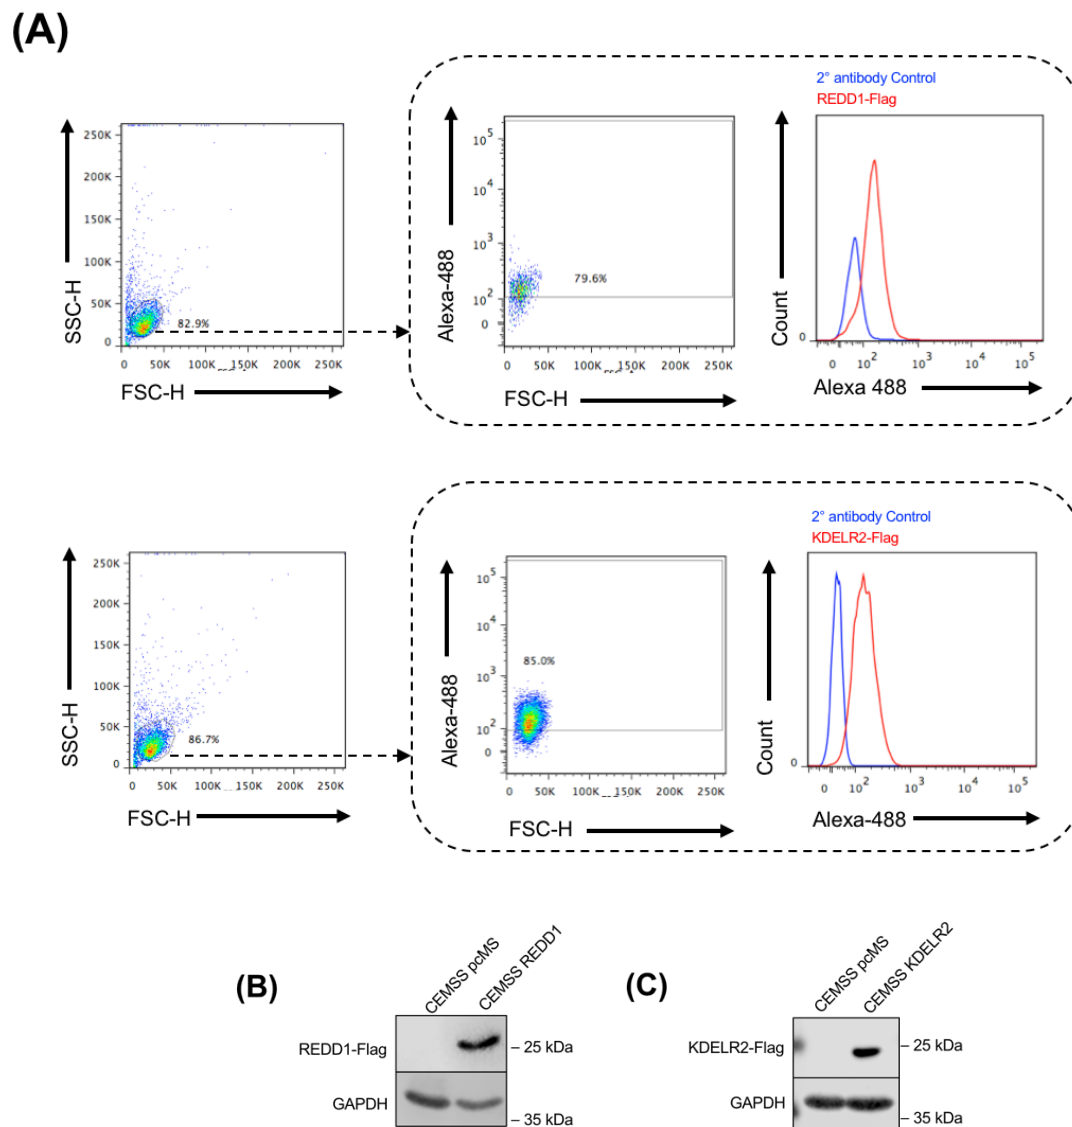 (A)
SSC-H
250K
200K
150K
100K
50K
0
82.9%
0 50K 100K 150K 200K 250K
FSC-H
Alexa-488
10^5
10^4
10^3
10^2
0
79.6%
0 50K 100K 150K 200K 250K
FSC-H
2° antibody Control
REDD1-Flag
Count
0
0 10^2 10^3 10^4 10^5
Alexa 488
SSC-H
250K
200K
150K
100K
50K
0
86.7%
0 50K 100K 150K 200K 250K
FSC-H
Alexa-488
10^5
10^4
10^3
10^2
0
85.0%
0 50K 100K 150K 200K 250K
FSC-H
2° antibody Control
KDELR2-Flag
Count
0
0 10^2 10^3 10^4 10^5
Alexa-488
(B)
CEMSS pcMS
CEMSS REDD1
REDD1-Flag
– 25 kDa
GAPDH
– 35 kDa
(C)
CEMSS pcMS
CEMSS KDELR2
KDELR2-Flag
– 25 kDa
GAPDH
– 35 kDa